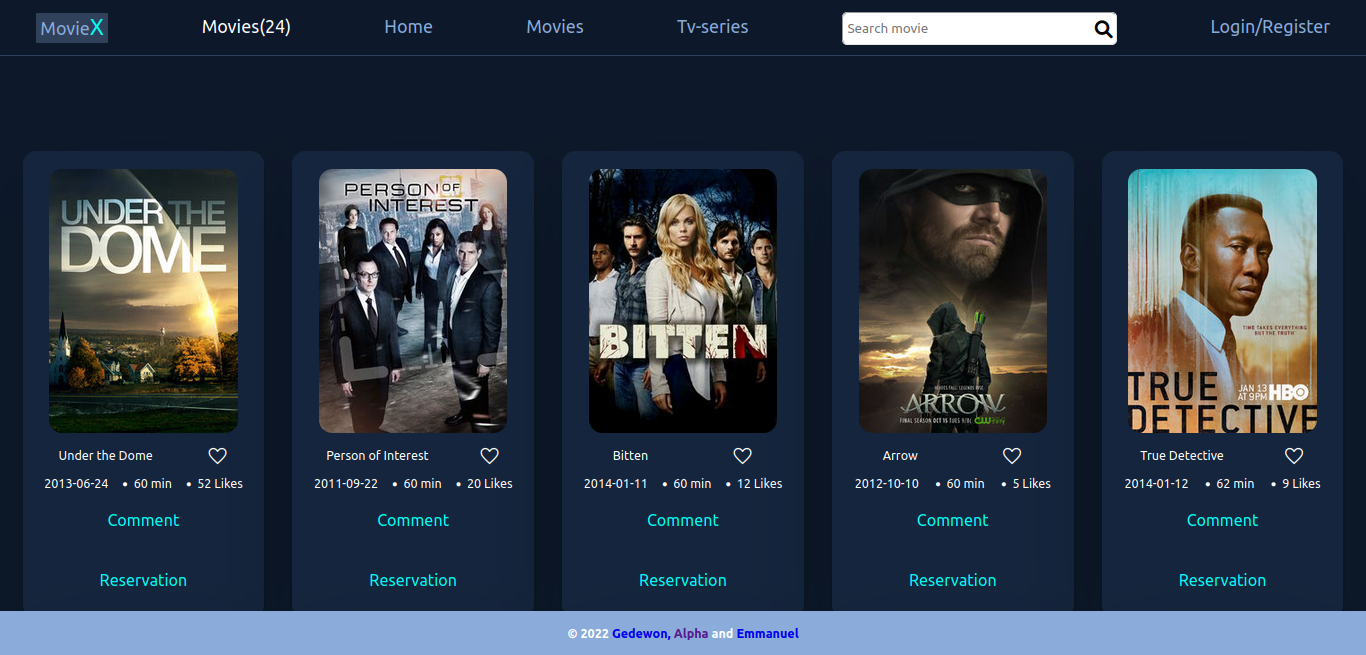 MovieX Movies(24) Home Movies Tv-series Search movie Login/Register
UNDER THE
DOME
PERSON OF
INTEREST
BITTEN
HEROES FALL. LEGENDS RISE.
ARROW
FINAL SEASON OCT 15 TUES 9/8c CW
TIME TAKES EVERYTHING
BUT THE TRUTH
TRUE
DETECTIVE
JAN 13
AT 9PM HBO
Under the Dome
2013-06-24 • 60 min • 52 Likes
Comment
Reservation
Person of Interest
2011-09-22 • 60 min • 20 Likes
Comment
Reservation
Bitten
2014-01-11 • 60 min • 12 Likes
Comment
Reservation
Arrow
2012-10-10 • 60 min • 5 Likes
Comment
Reservation
True Detective
2014-01-12 • 62 min • 9 Likes
Comment
Reservation
© 2022 Gedewon, Alpha and Emmanuel